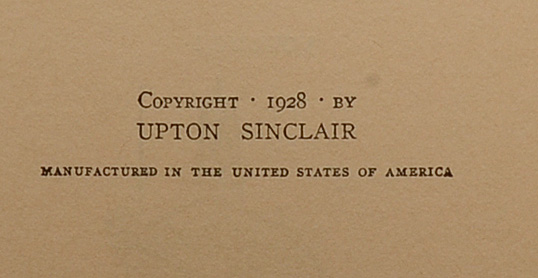 Copyright · 1928 · by
UPTON SINCLAIR
MANUFACTURED IN THE UNITED STATES OF AMERICA